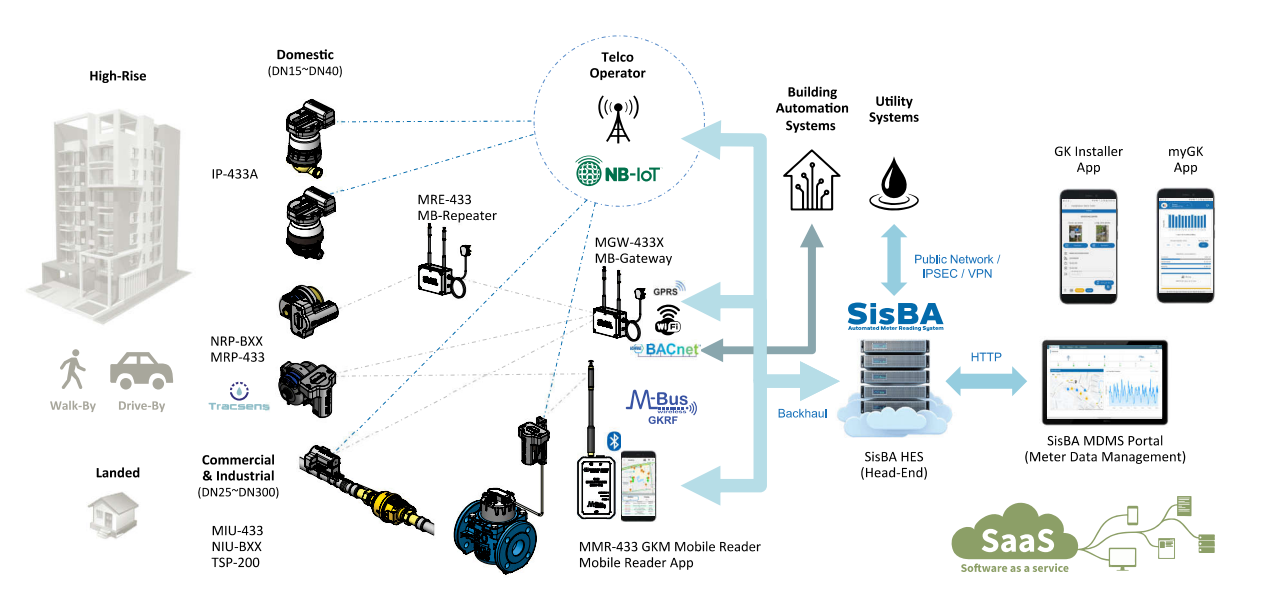 High-Rise
Domestic
(DN15~DN40)
IP-433A
NRP-BXX
MRP-433
Tracsens
Walk-By
Drive-By
Landed
Commercial
& Industrial
(DN25~DN300)
MIU-433
NIU-BXX
TSP-200
Telco
Operator
NB-IoT
MRE-433
MB-Repeater
MGW-433X
MB-Gateway
GPRS
WiFi
BACnet
M-Bus
wireless
GKRF
MMR-433 GKM Mobile Reader
Mobile Reader App
Building
Automation
Systems
Utility
Systems
Public Network /
IPSEC / VPN
SisBA
Automated Meter Reading System
HTTP
Backhaul
SisBA HES
(Head-End)
GK Installer
App
myGK
App
SisBA MDMS Portal
(Meter Data Management)
SaaS
Software as a service